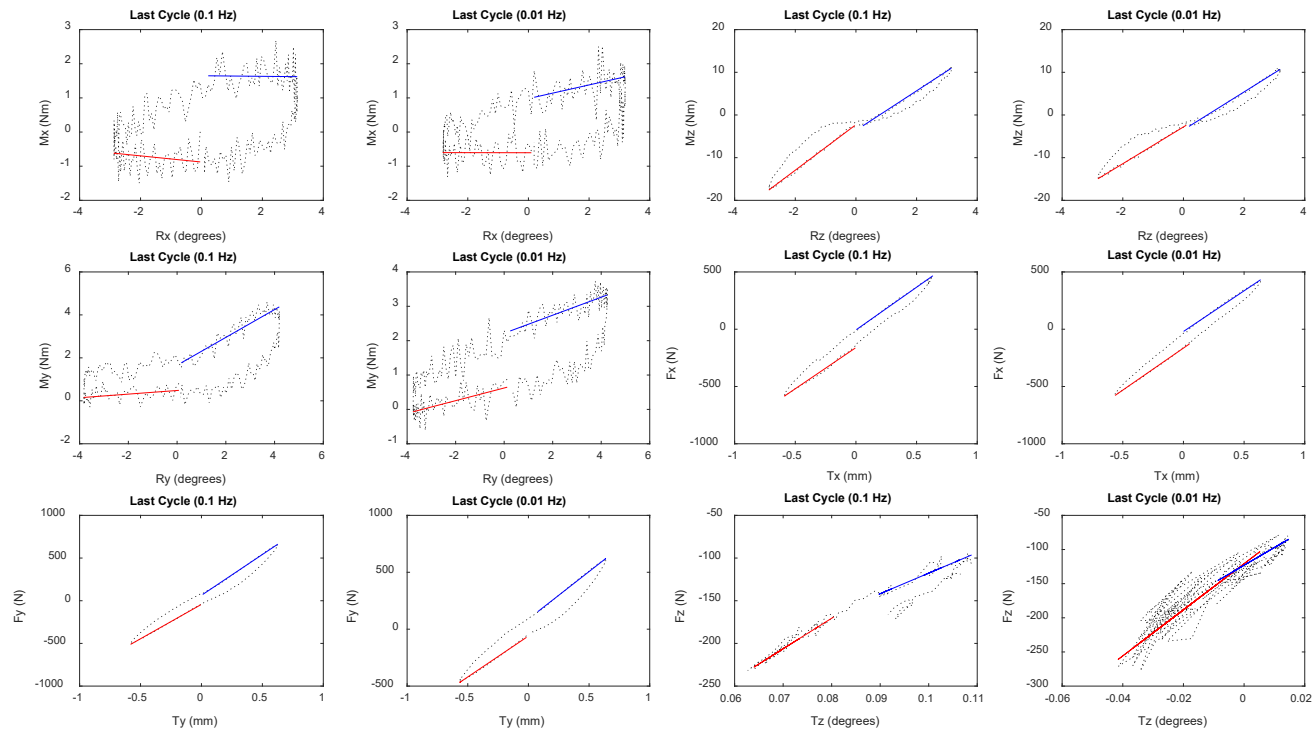 Last Cycle (0.1 Hz)
3
2
1
0
-1
-2
Mx (Nm)
-4 -2 0 2 4
Rx (degrees)
Last Cycle (0.01 Hz)
3
2
1
0
-1
-2
Mx (Nm)
-4 -2 0 2 4
Rx (degrees)
Last Cycle (0.1 Hz)
20
10
0
-10
-20
Mz (Nm)
-4 -2 0 2 4
Rz (degrees)
Last Cycle (0.01 Hz)
20
10
0
-10
-20
Mz (Nm)
-4 -2 0 2 4
Rz (degrees)
Last Cycle (0.1 Hz)
6
4
2
0
-2
My (Nm)
-4 -2 0 2 4 6
Ry (degrees)
Last Cycle (0.01 Hz)
4
3
2
1
0
-1
My (Nm)
-4 -2 0 2 4 6
Ry (degrees)
Last Cycle (0.1 Hz)
500
0
-500
-1000
Fx (N)
-1 -0.5 0 0.5 1
Tx (mm)
Last Cycle (0.01 Hz)
500
0
-500
-1000
Fx (N)
-1 -0.5 0 0.5 1
Tx (mm)
Last Cycle (0.1 Hz)
1000
500
0
-500
-1000
Fy (N)
-1 -0.5 0 0.5 1
Ty (mm)
Last Cycle (0.01 Hz)
1000
500
0
-500
Fy (N)
-1 -0.5 0 0.5 1
Ty (mm)
Last Cycle (0.1 Hz)
-50
-100
-150
-200
-250
Fz (N)
0.06 0.07 0.08 0.09 0.1 0.11
Tz (degrees)
Last Cycle (0.01 Hz)
-50
-100
-150
-200
-250
-300
Fz (N)
-0.06 -0.04 -0.02 0 0.02
Tz (degrees)